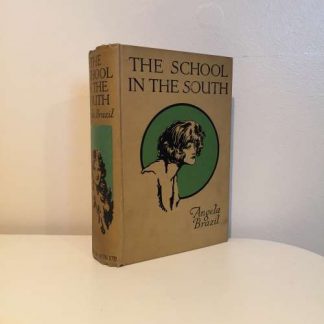 THE
SCHOOL
IN THE
SOUTH
Brazil
THE SCHOOL
IN THE SOUTH
Angela
Brazil